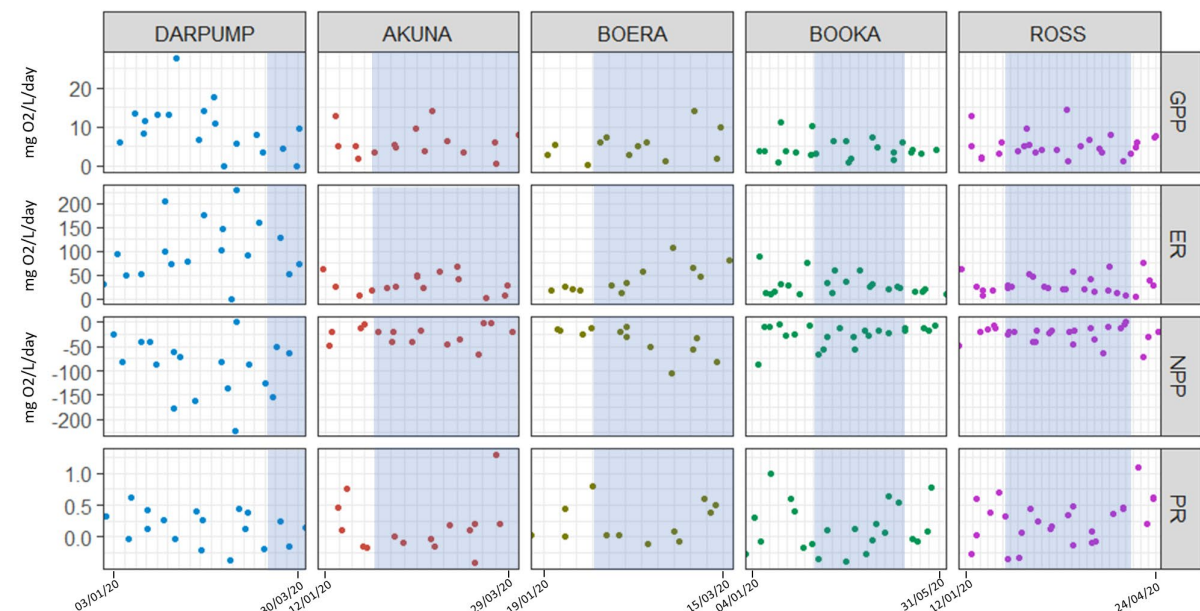 DARPUMP AKUNA BOERA BOOKA ROSS
mg O2/L/day
20
10
0
GPP
mg O2/L/day
200
150
100
50
0
ER
mg O2/L/day
0
-50
-100
-150
-200
NPP
1.0
0.5
0.0
PR
03/01/20 30/03/20 12/01/20 29/03/20 19/01/20 15/03/20 04/01/20 31/05/20 12/01/20 24/04/20